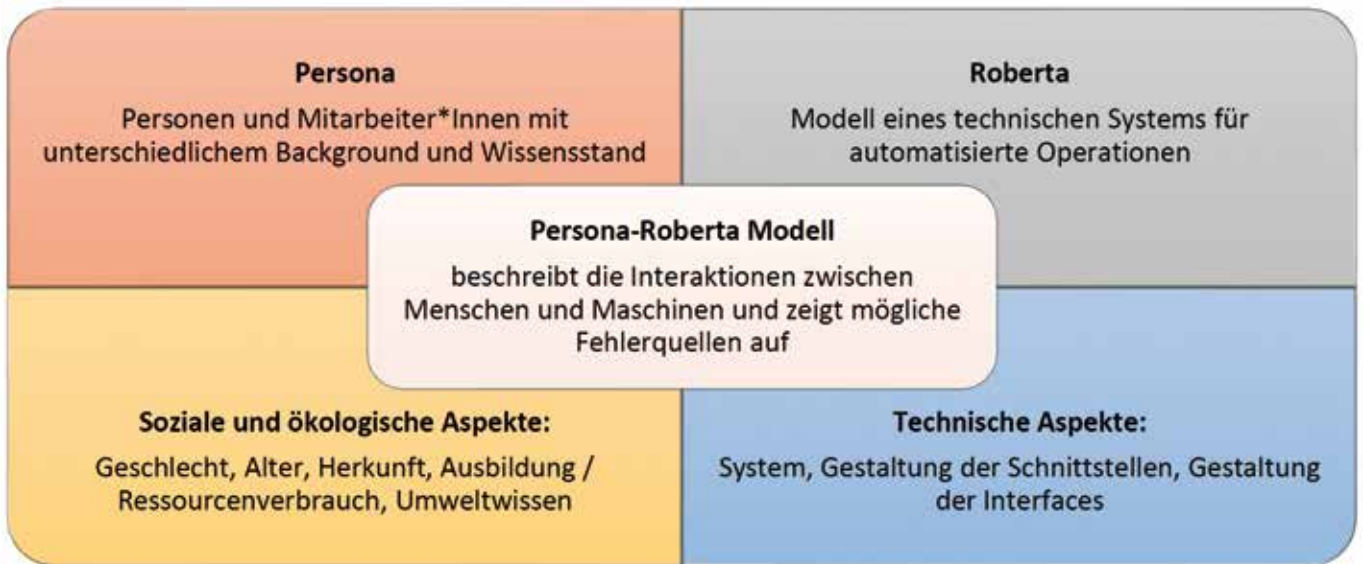 Persona
Personen und Mitarbeiter*Innen mit
unterschiedlichem Background und Wissensstand
Roberta
Modell eines technischen Systems für
automatisierte Operationen
Persona-Roberta Modell
beschreibt die Interaktionen zwischen
Menschen und Maschinen und zeigt mögliche
Fehlerquellen auf
Soziale und ökologische Aspekte:
Geschlecht, Alter, Herkunft, Ausbildung /
Ressourcenverbrauch, Umweltwissen
Technische Aspekte:
System, Gestaltung der Schnittstellen, Gestaltung
der Interfaces